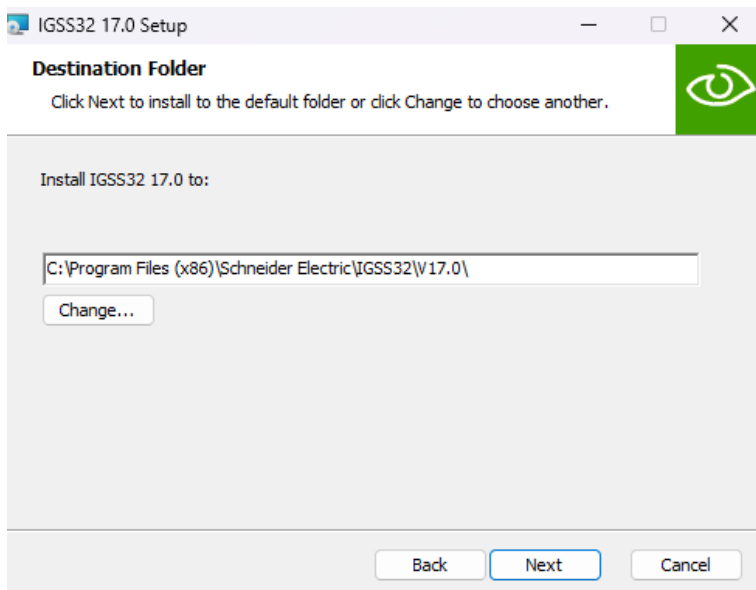 IGSS32 17.0 Setup
Destination Folder
Click Next to install to the default folder or click Change to choose another.
Install IGSS32 17.0 to:
C:\Program Files (x86)\Schneider Electric\IGSS32\V17.0\
Change...
Back Next Cancel